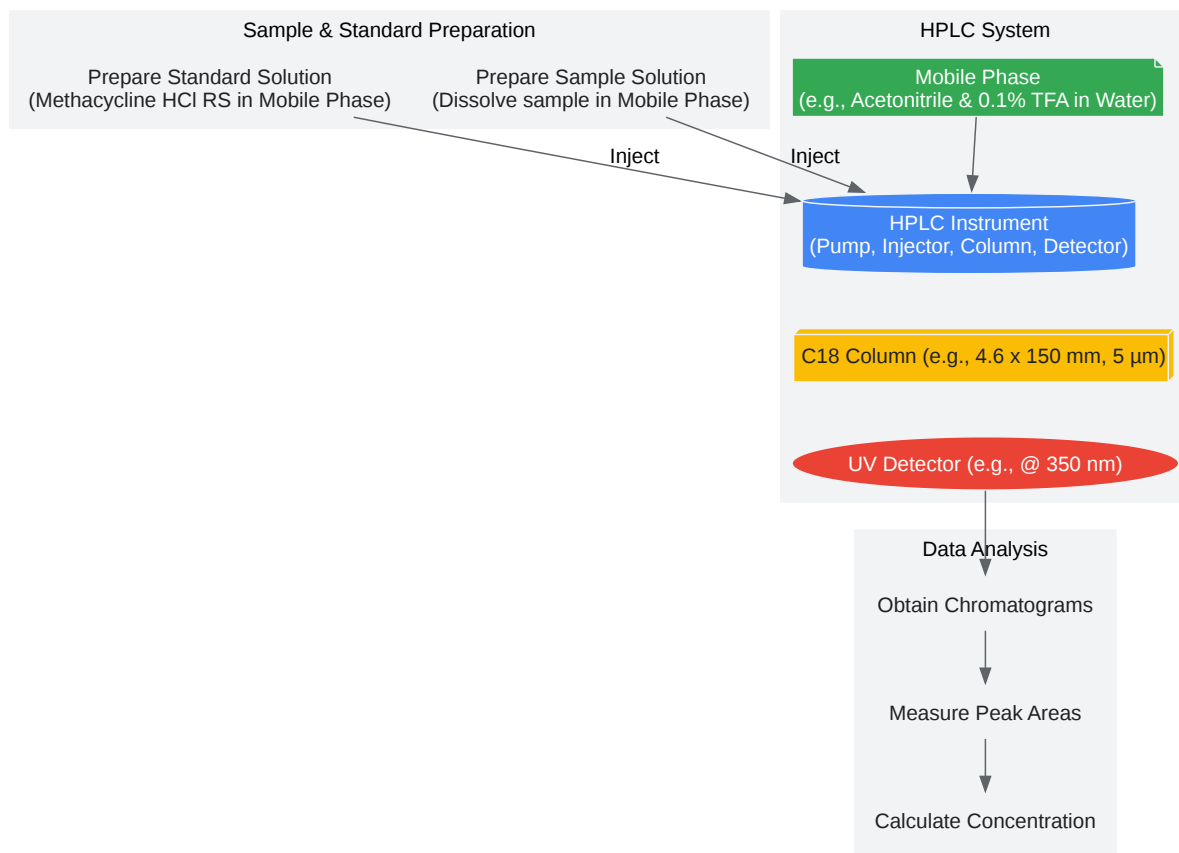 Sample & Standard Preparation
Prepare Standard Solution
(Methacycline HCl RS in Mobile Phase)
Prepare Sample Solution
(Dissolve sample in Mobile Phase)
HPLC System
Mobile Phase
(e.g., Acetonitrile & 0.1% TFA in Water)
Inject
Inject
HPLC Instrument
(Pump, Injector, Column, Detector)
C18 Column (e.g., 4.6 x 150 mm, 5 µm)
UV Detector (e.g., @ 350 nm)
Data Analysis
Obtain Chromatograms
Measure Peak Areas
Calculate Concentration